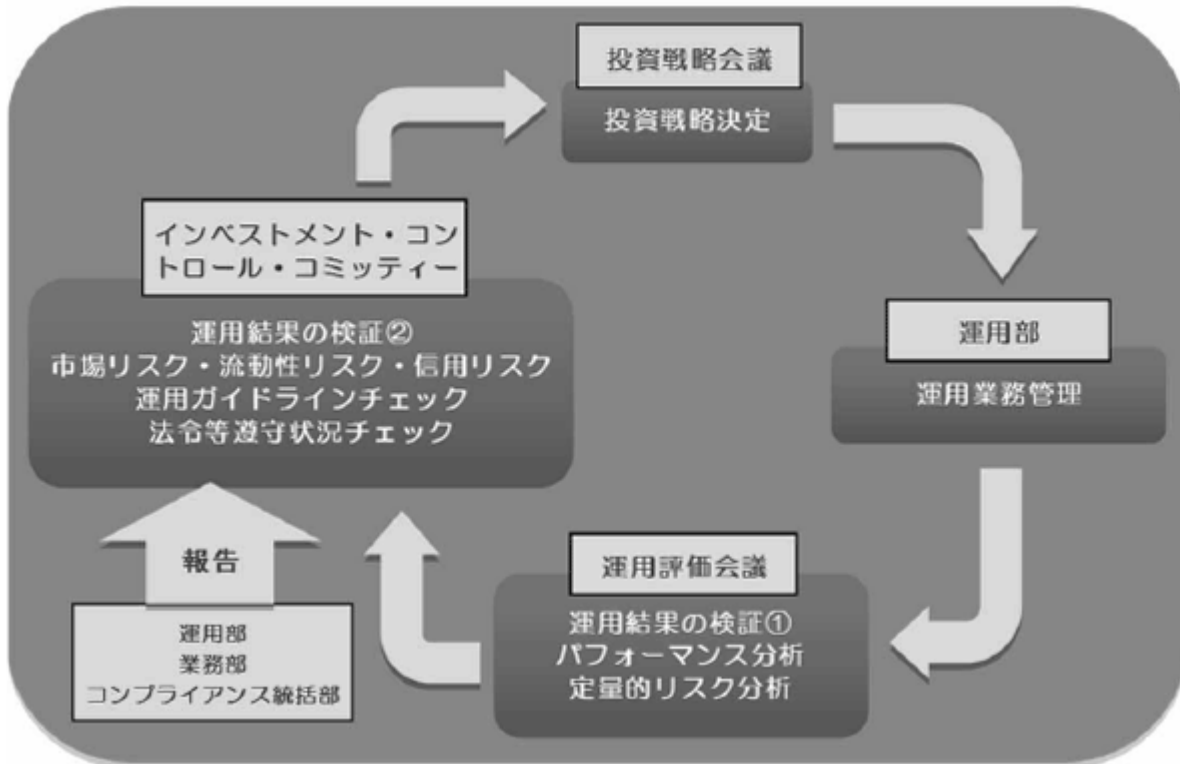 投資戦略会議
投資戦略決定
運用部
運用業務管理
運用評価会議
運用結果の検証①
パフォーマンス分析
定量的リスク分析
インベストメント・コン
トロール・コミッティー
運用結果の検証②
市場リスク・流動性リスク・信用リスク
運用ガイドラインチェック
法令等遵守状況チェック
報告
運用部
業務部
コンプライアンス統括部